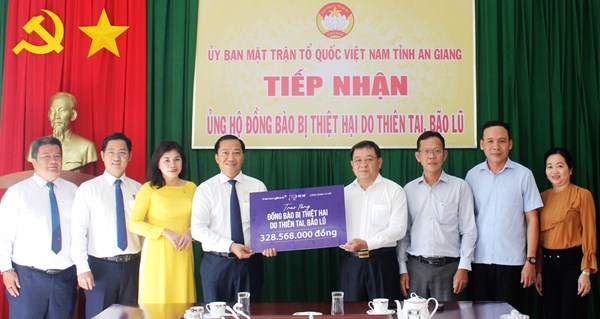 ỦY BAN MẶT TRẬN TỔ QUỐC VIỆT NAM TỈNH AN GIANG
TIẾP NHẬN
ỦNG HỘ ĐỒNG BÀO BỊ THIỆT HẠI DO THIÊN TAI, BÃO LŨ
Trao tặng
ĐỒNG BÀO BỊ THIỆT HẠI
DO THIÊN TAI, BÃO LŨ
328.568.000 đồng